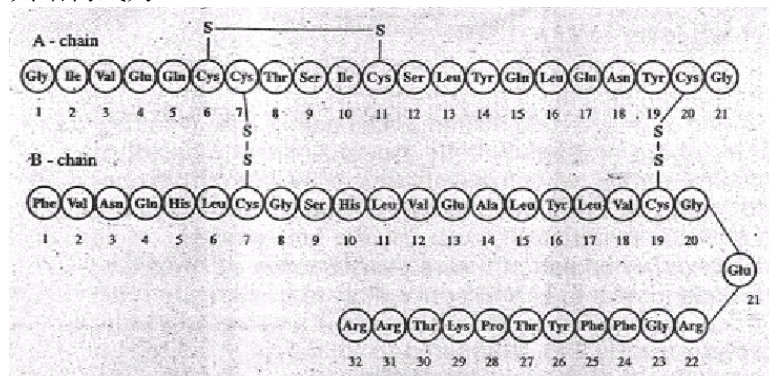 S S
A - chain
Gly Ile Val Glu Gln Cys Cys Thr Ser Ile Cys Ser Leu Tyr Gln Leu Glu Asn Tyr Cys Gly
1 2 3 4 5 6 7 8 9 10 11 12 13 14 15 16 17 18 19 20 21
S S
B - chain S S
Phe Val Asn Gln His Leu Cys Gly Ser His Leu Val Glu Ala Leu Tyr Leu Val Cys Gly
1 2 3 4 5 6 7 8 9 10 11 12 13 14 15 16 17 18 19 20
Glu
21
Arg Arg Thr Lys Pro Thr Tyr Phe Phe Gly Arg
32 31 30 29 28 27 26 25 24 23 22